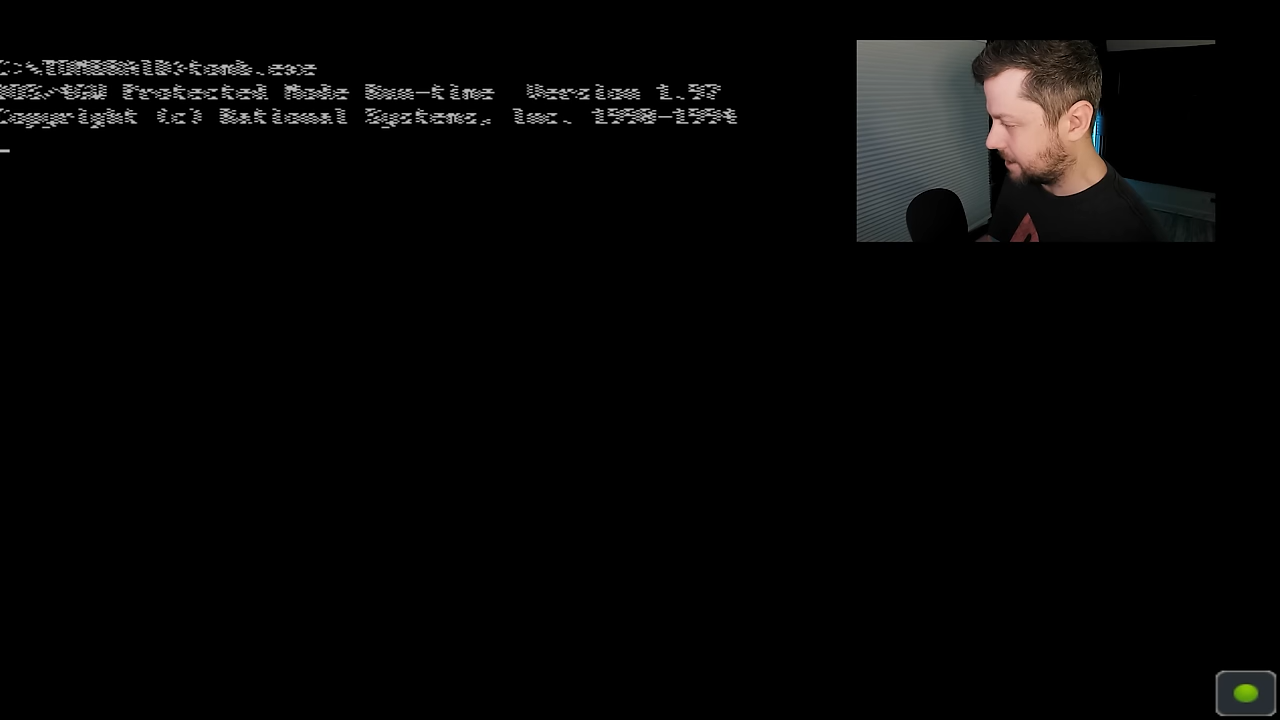 C:\TOMBRAID>tomb.exe
DOS/4GW Protected Mode Run-time  Version 1.97
Copyright (c) Rational Systems, Inc. 1990-1994